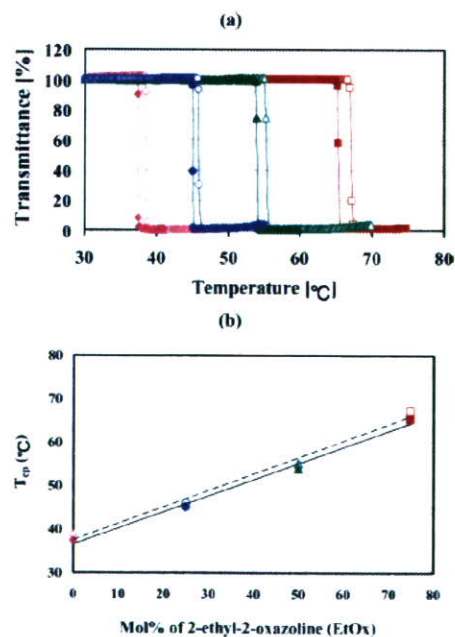 (a)
Transmittance [%]
120
100
80
60
40
20
0
30 40 50 60 70 80
Temperature [°C]
(b)
T_cp (°C)
80
70
60
50
40
30
0 10 20 30 40 50 60 70 80
Mol% of 2-ethyl-2-oxazoline (EtOx)